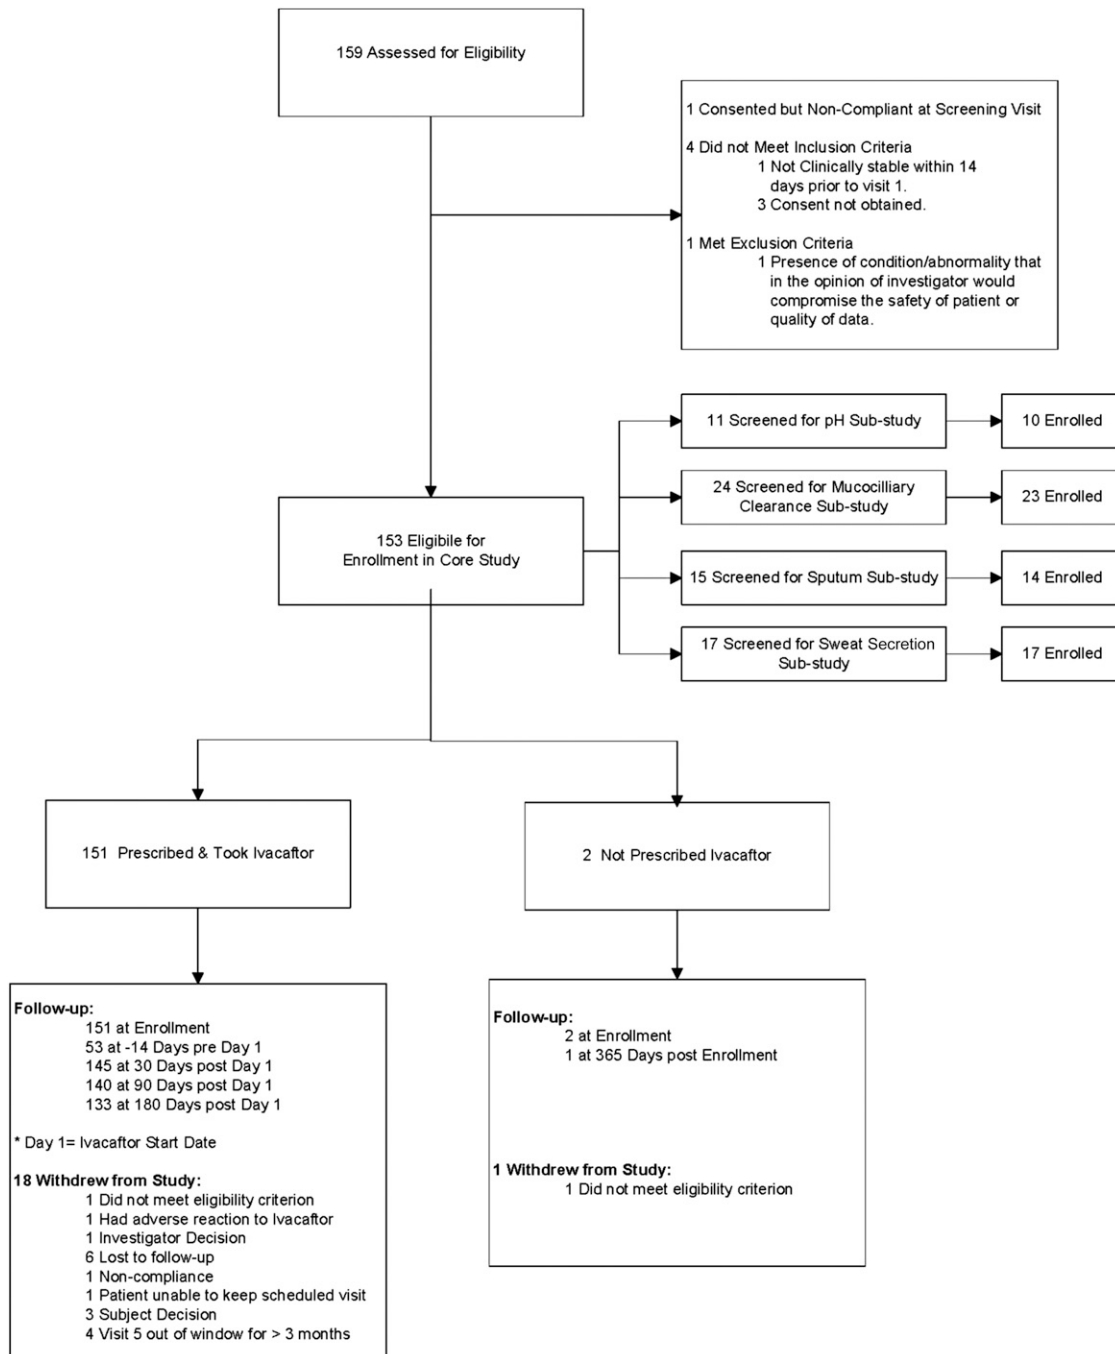 159 Assessed for Eligibility
1 Consented but Non-Compliant at Screening Visit
4 Did not Meet Inclusion Criteria
1 Not Clinically stable within 14
days prior to visit 1.
3 Consent not obtained.
1 Met Exclusion Criteria
1 Presence of condition/abnormality that
in the opinion of investigator would
compromise the safety of patient or
quality of data.
11 Screened for pH Sub-study
10 Enrolled
24 Screened for Mucocilliary
Clearance Sub-study
23 Enrolled
153 Eligibile for
Enrollment in Core Study
15 Screened for Sputum Sub-study
14 Enrolled
17 Screened for Sweat Secretion
Sub-study
17 Enrolled
151 Prescribed & Took Ivacaftor
2 Not Prescribed Ivacaftor
Follow-up:
151 at Enrollment
53 at -14 Days pre Day 1
145 at 30 Days post Day 1
140 at 90 Days post Day 1
133 at 180 Days post Day 1
* Day 1= Ivacaftor Start Date
18 Withdrew from Study:
1 Did not meet eligibility criterion
1 Had adverse reaction to Ivacaftor
1 Investigator Decision
6 Lost to follow-up
1 Non-compliance
1 Patient unable to keep scheduled visit
3 Subject Decision
4 Visit 5 out of window for > 3 months
Follow-up:
2 at Enrollment
1 at 365 Days post Enrollment
1 Withdrew from Study:
1 Did not meet eligibility criterion